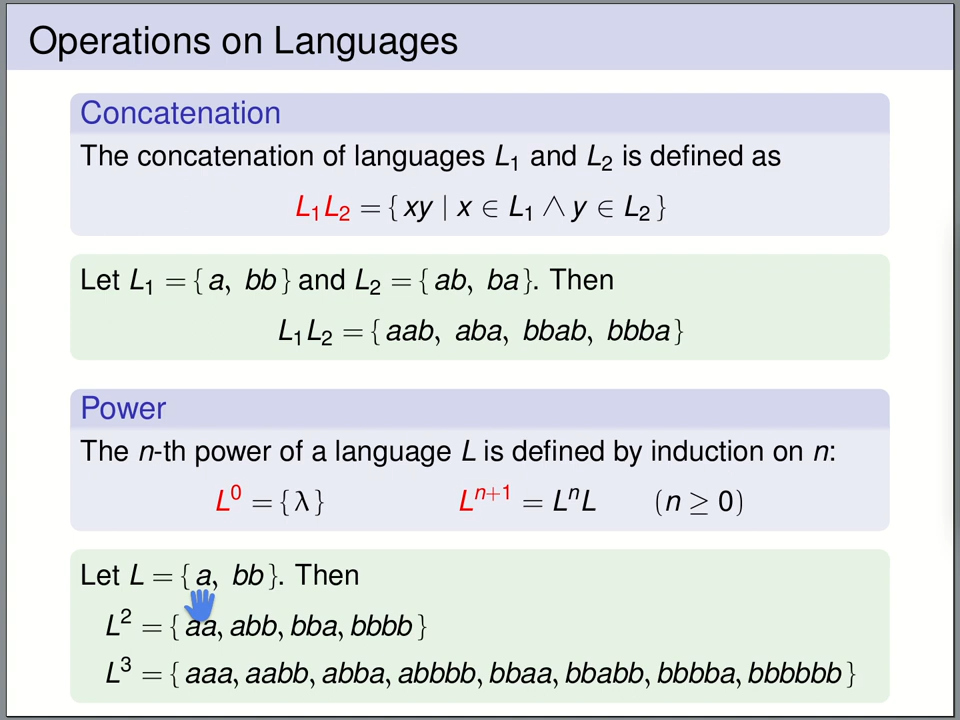 Operations on Languages
Concatenation
The concatenation of languages L₁ and L₂ is defined as
L₁L₂ = { xy | x ∈ L₁ ∧ y ∈ L₂ }
Let L₁ = { a, bb } and L₂ = { ab, ba }. Then
L₁L₂ = { aab, aba, bbab, bbba }
Power
The n-th power of a language L is defined by induction on n:
L⁰ = { λ } Lⁿ⁺¹ = LⁿL (n ≥ 0)
Let L = { a, bb }. Then
L² = { aa, abb, bba, bbbb }
L³ = { aaa, aabb, abba, abbbb, bbaa, bbabb, bbbba, bbbbbb }